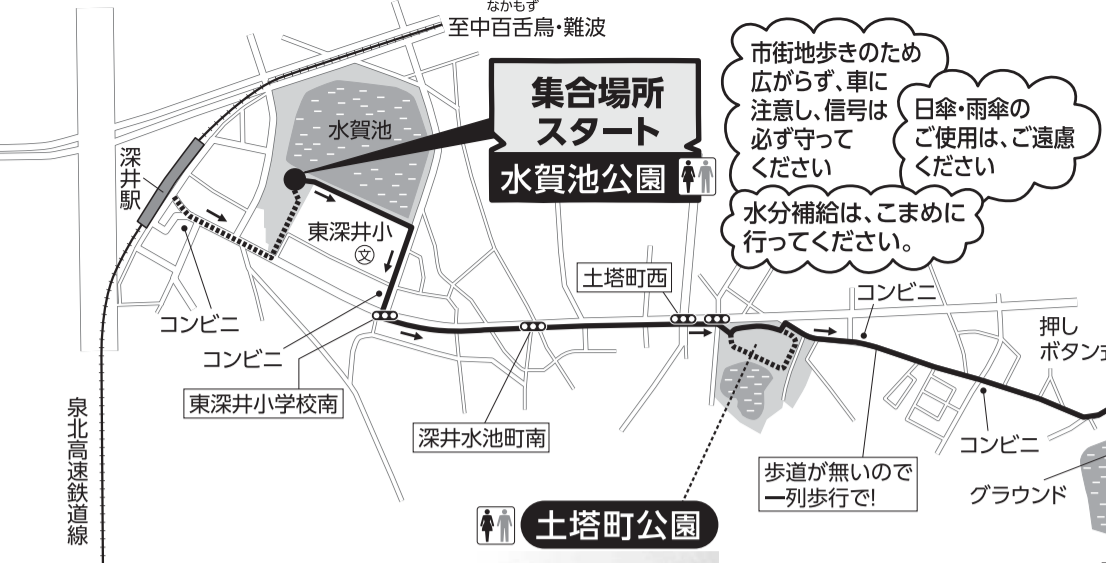 なかもず
至中百舌鳥・難波
集合場所
スタート
水賀池公園
水賀池
市街地歩きのため
広がらず、車に
注意し、信号は
必ず守って
ください
日傘・雨傘の
ご使用は、ご遠慮
ください
水分補給は、こまめに
行ってください。
深井駅
東深井小
文
土塔町西
コンビニ
コンビニ
コンビニ
押し
ボタン式
東深井小学校南
深井水池町南
コンビニ
歩道が無いので
一列歩行で!
グラウンド
泉北高速鉄道線
土塔町公園